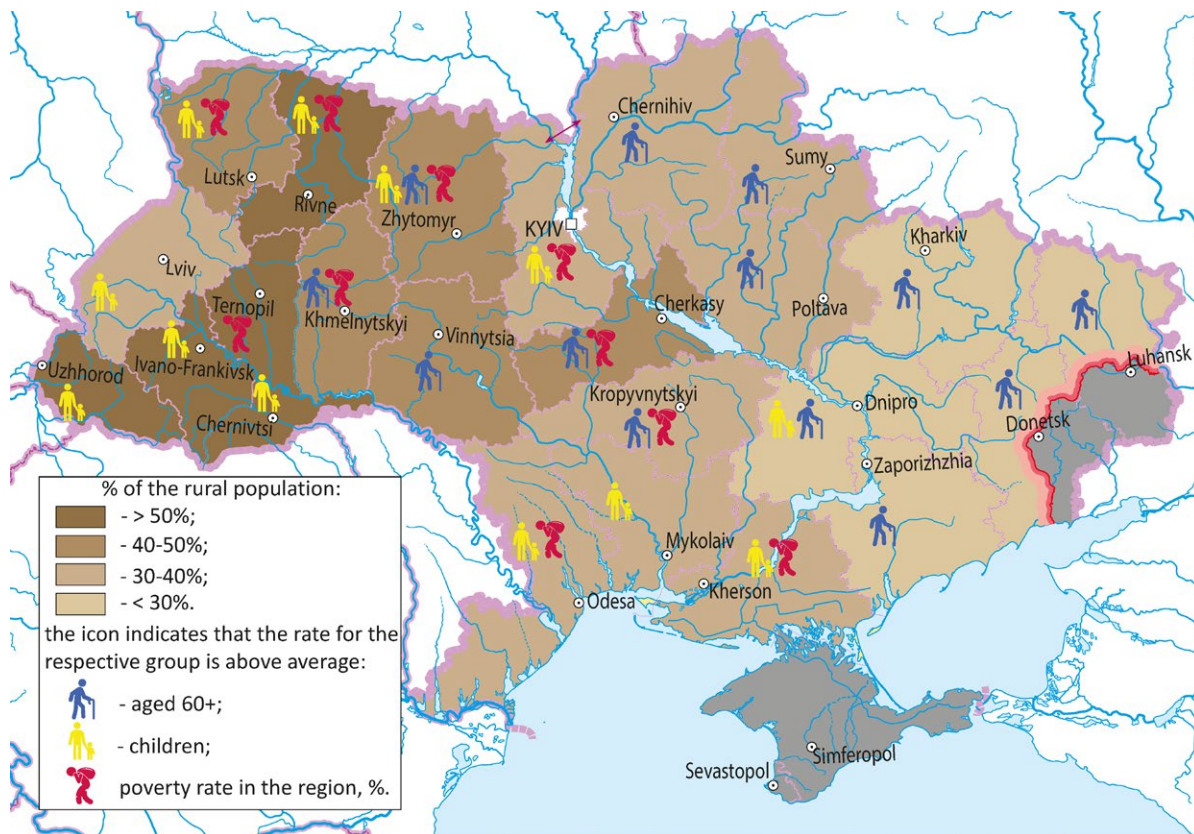 Chernihiv
Sumy
Lutsk
Rivne
Zhytomyr
KYIV
Kharkiv
Lviv
Ternopil
Khmelnytskyi
Vinnytsia
Cherkasy
Poltava
Uzhhorod
Ivano-Frankivsk
Chernivtsi
Kropyvnytskyi
Dnipro
Luhansk
Donetsk
Zaporizhzhia
Mykolaiv
Kherson
Odesa
Simferopol
Sevastopol
% of the rural population:
- > 50%;
- 40-50%;
- 30-40%;
- < 30%.
the icon indicates that the rate for the
respective group is above average:
- aged 60+;
- children;
poverty rate in the region, %.